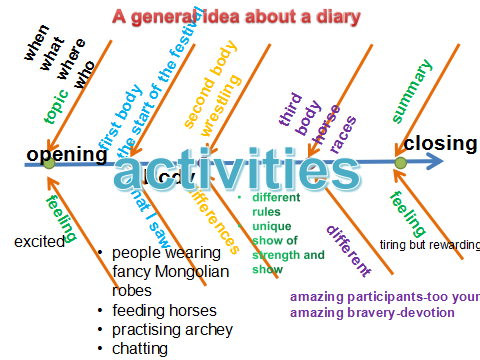 A general idea about a diary
when
what
where
who
topic
first body
the start of the festival
second body
wrestling
third
body
horse
races
summary
opening
body
activities
closing
feeling
excited
what I saw
• people wearing
fancy Mongolian
robes
• feeding horses
• practising archey
• chatting
differences
• different
rules
• unique
show of
strength and
show
different
amazing participants-too your
amazing bravery-devotion
feeling
tiring but rewarding